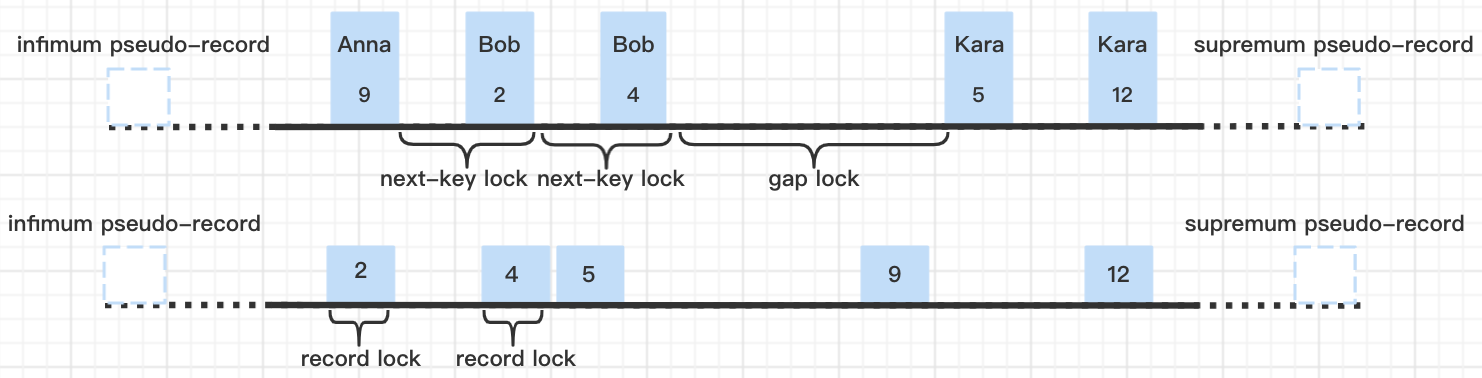 infimum pseudo-record Anna Bob Bob Kara Kara supremum pseudo-record
9 2 4 5 12
next-key lock next-key lock gap lock
infimum pseudo-record supremum pseudo-record
2 4 5 9 12
record lock record lock